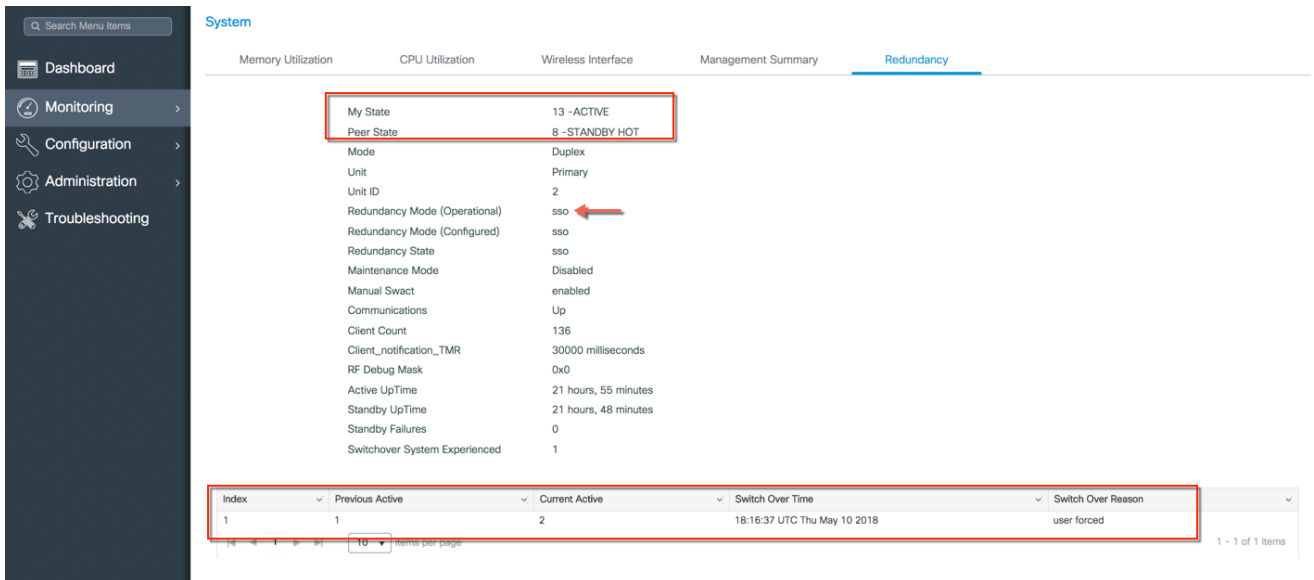 Search Menu Items
Dashboard
Monitoring
Configuration
Administration
Troubleshooting
System
Memory Utilization CPU Utilization Wireless Interface Management Summary Redundancy
My State 13 -ACTIVE
Peer State 8 -STANDBY HOT
Mode Duplex
Unit Primary
Unit ID 2
Redundancy Mode (Operational) sso
Redundancy Mode (Configured) sso
Redundancy State sso
Maintenance Mode Disabled
Manual Swact enabled
Communications Up
Client Count 136
Client_notification_TMR 30000 milliseconds
RF Debug Mask 0x0
Active UpTime 21 hours, 55 minutes
Standby UpTime 21 hours, 48 minutes
Standby Failures 0
Switchover System Experienced 1
Index Previous Active Current Active Switch Over Time Switch Over Reason
1 1 2 18:16:37 UTC Thu May 10 2018 user forced
1 10 items per page 1 - 1 of 1 items